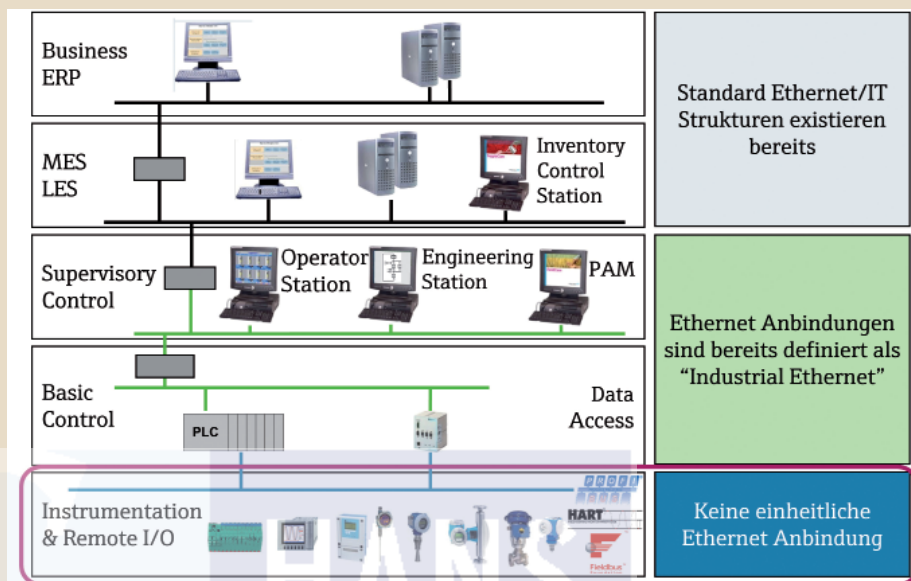 Business
ERP
Standard Ethernet/IT
Strukturen existieren
bereits
MES
LES
Inventory
Control
Station
Supervisory
Control
Operator
Station
Engineering
Station
PAM
Ethernet Anbindungen
sind bereits definiert als
“Industrial Ethernet”
Basic
Control
PLC
Data
Access
Instrumentation
& Remote I/O
HART
Fieldbus
Keine einheitliche
Ethernet Anbindung